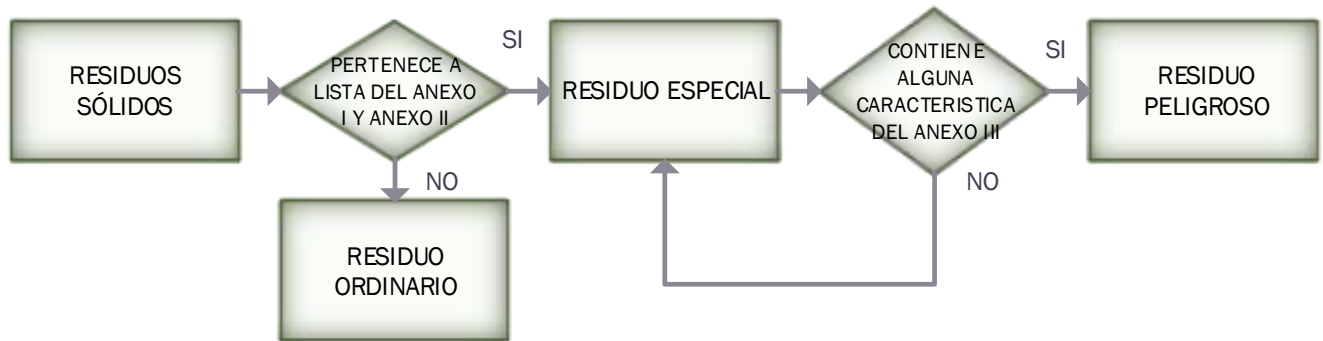 RESIDUOS
SÓLIDOS
PERTENECE A
LISTA DEL ANEXO
I Y ANEXO II
SI
NO
RESIDUO
ORDINARIO
RESIDUO ESPECIAL
CONTIENE
ALGUNA
CARACTERISTICA
DEL ANEXO III
SI
NO
RESIDUO
PELIGROSO